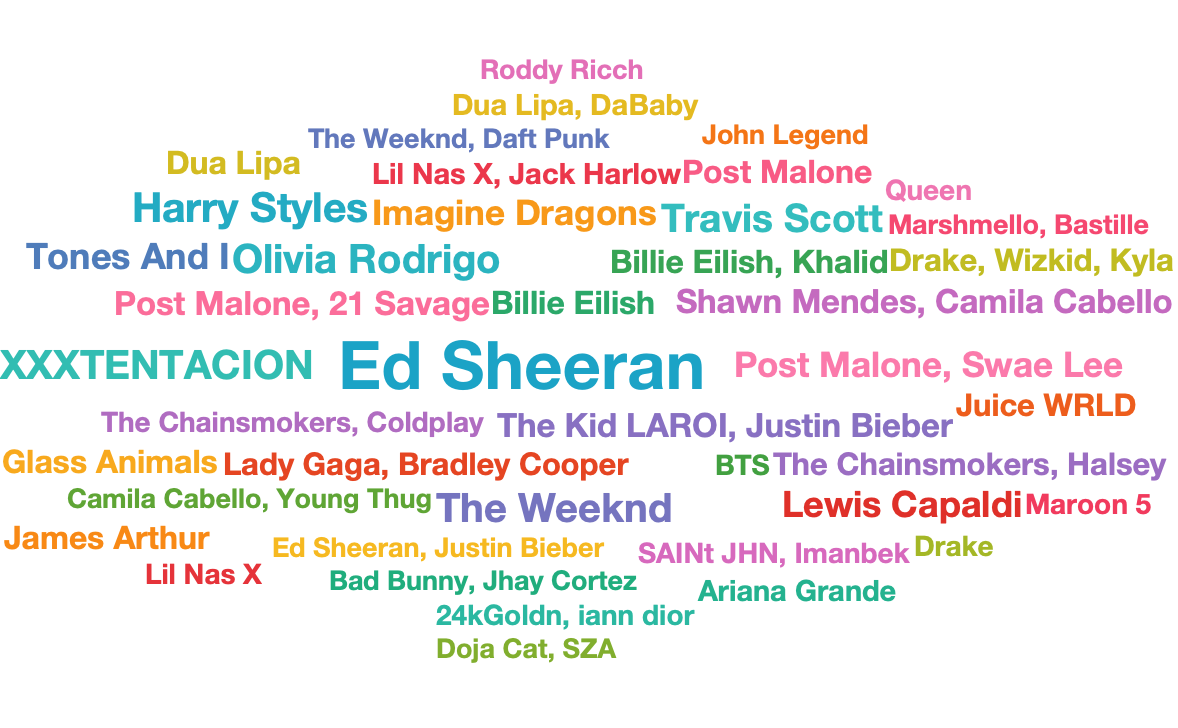 Roddy Ricch
Dua Lipa, DaBaby
The Weeknd, Daft Punk
John Legend
Dua Lipa
Lil Nas X, Jack Harlow
Post Malone
Queen
Harry Styles
Imagine Dragons
Travis Scott
Marshmello, Bastille
Tones And I
Olivia Rodrigo
Billie Eilish, Khalid
Drake, Wizkid, Kyla
Post Malone, 21 Savage
Billie Eilish
Shawn Mendes, Camila Cabello
XXXTENTACION
Ed Sheeran
Post Malone, Swae Lee
Juice WRLD
The Chainsmokers, Coldplay
The Kid LAROI, Justin Bieber
Glass Animals
Lady Gaga, Bradley Cooper
BTS
The Chainsmokers, Halsey
Camila Cabello, Young Thug
The Weeknd
Lewis Capaldi
Maroon 5
James Arthur
Ed Sheeran, Justin Bieber
SAINt JHN, Imanbek
Drake
Lil Nas X
Bad Bunny, Jhay Cortez
Ariana Grande
24kGoldn, iann dior
Doja Cat, SZA